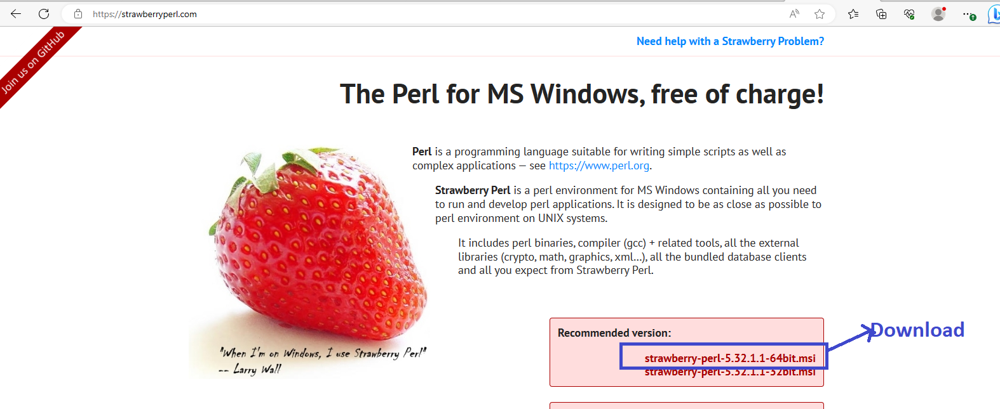 https://strawberryperl.com
Join us on GitHub
Need help with a Strawberry Problem?
The Perl for MS Windows, free of charge!
Perl is a programming language suitable for writing simple scripts as well as
complex applications — see https://www.perl.org.
Strawberry Perl is a perl environment for MS Windows containing all you need
to run and develop perl applications. It is designed to be as close as possible to
perl environment on UNIX systems.
It includes perl binaries, compiler (gcc) + related tools, all the external
libraries (crypto, math, graphics, xml...), all the bundled database clients
and all you expect from Strawberry Perl.
"When I'm on Windows, I use Strawberry Perl"
-- Larry Wall
Recommended version:
strawberry-perl-5.32.1.1-64bit.msi
strawberry-perl-5.32.1.1-32bit.msi
Download